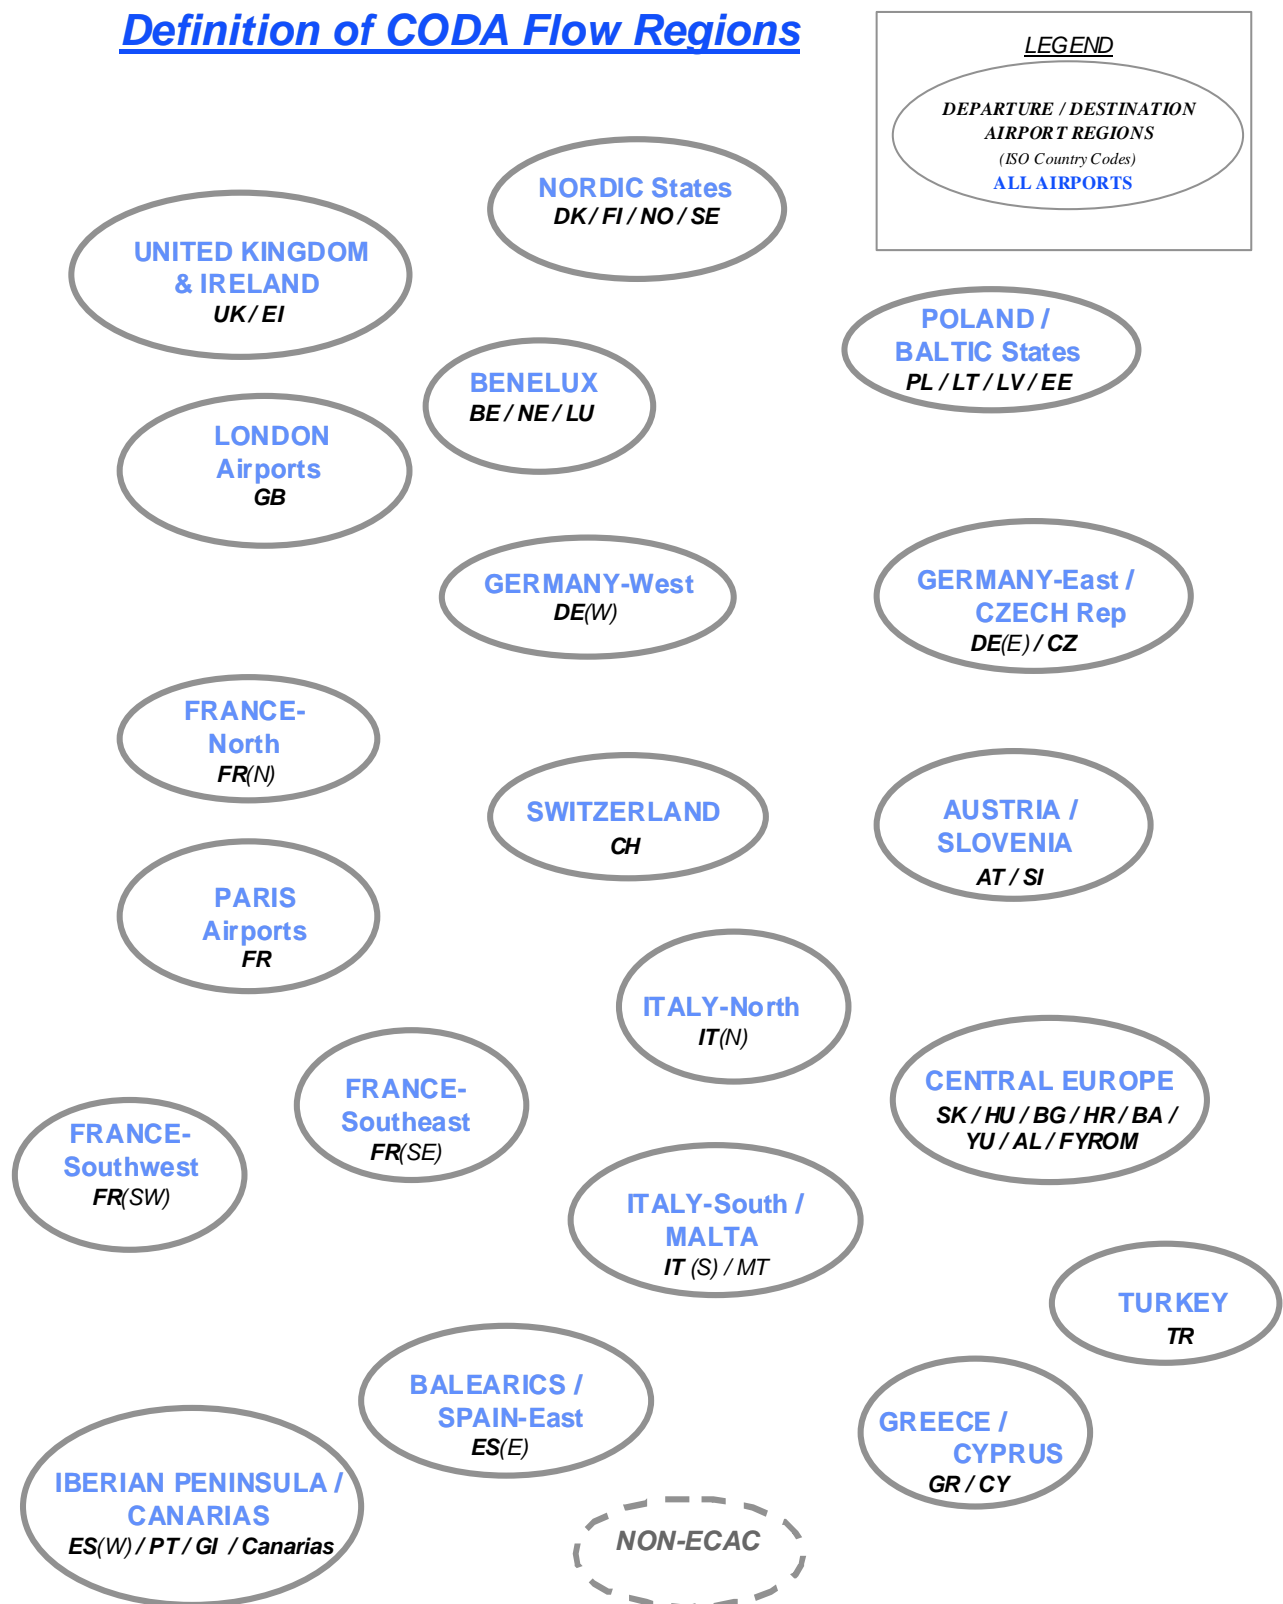 Definition of CODA Flow Regions
LEGEND
DEPARTURE / DESTINATION
AIRPORT REGIONS
(ISO Country Codes)
ALL AIRPORTS
NORDIC States
DK / FI / NO / SE
UNITED KINGDOM
& IRELAND
UK / EI
POLAND /
BALTIC States
PL / LT / LV / EE
BENELUX
BE / NE / LU
LONDON
Airports
GB
GERMANY-West
DE(W)
GERMANY-East /
CZECH Rep
DE(E) / CZ
FRANCE-
North
FR(N)
SWITZERLAND
CH
AUSTRIA /
SLOVENIA
AT / SI
PARIS
Airports
FR
ITALY-North
IT(N)
CENTRAL EUROPE
SK / HU / BG / HR / BA /
YU / AL / FYROM
FRANCE-
Southeast
FR(SE)
FRANCE-
Southwest
FR(SW)
ITALY-South /
MALTA
IT (S) / MT
TURKEY
TR
BALEARICS /
SPAIN-East
ES(E)
GREECE /
CYPRUS
GR / CY
IBERIAN PENINSULA /
CANARIAS
ES(W) / PT / GI / Canarias
NON-ECAC